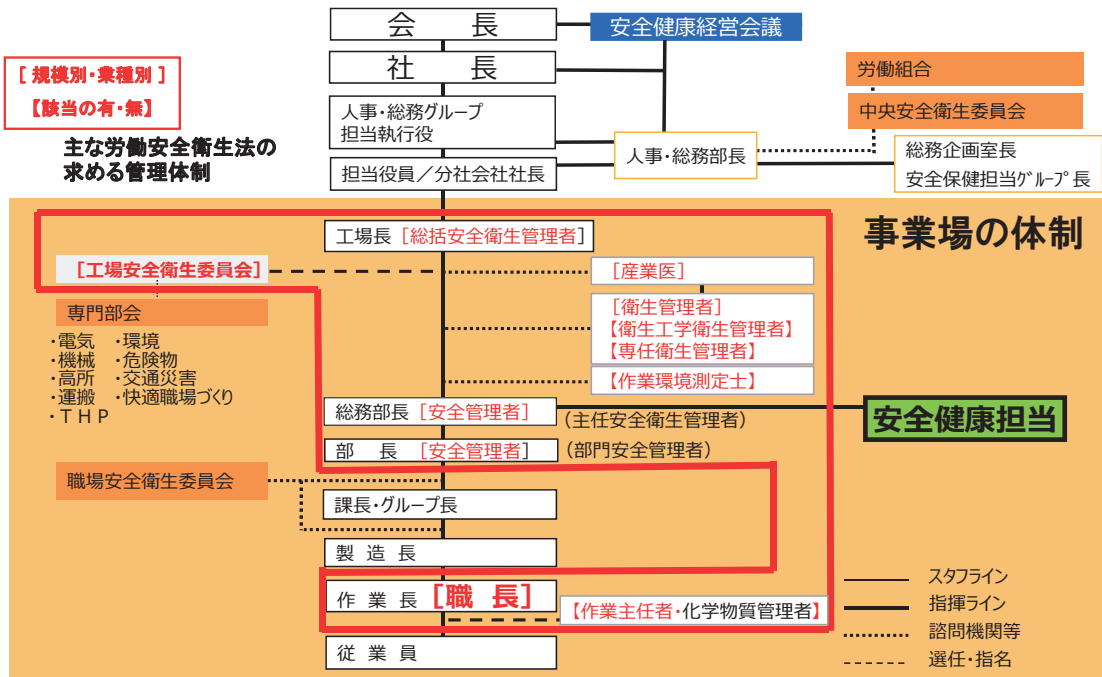 会　長
安全健康経営会議
社　長
[ 規模別・業種別 ]
【該当の有・無】
主な労働安全衛生法の
求める管理体制
人事・総務グループ
担当執行役
担当役員／分社会社社長
人事・総務部長
労働組合
中央安全衛生委員会
総務企画室長
安全保健担当グループ長
事業場の体制
工場長［総括安全衛生管理者］
［工場安全衛生委員会］
専門部会
・電気　・環境
・機械　・危険物
・高所　・交通災害
・運搬　・快適職場づくり
・ＴＨＰ
［産業医］
［衛生管理者］
【衛生工学衛生管理者】
【専任衛生管理者】
【作業環境測定士】
総務部長［安全管理者］
（主任安全衛生管理者）
安全健康担当
部　長　［安全管理者］
（部門安全管理者）
職場安全衛生委員会
課長・グループ長
製 造 長
作 業 長［職　長］
【作業主任者・化学物質管理者】
従 業 員
スタフライン
指揮ライン
諮問機関等
選任・指名